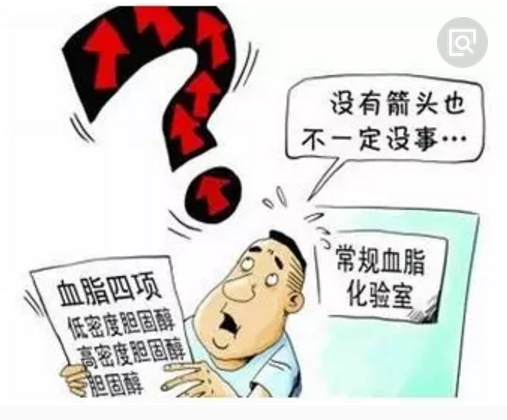 没有箭头也
不一定没事…
常规血脂
化验室
血脂四项
低密度胆固醇
高密度胆固醇
胆固醇